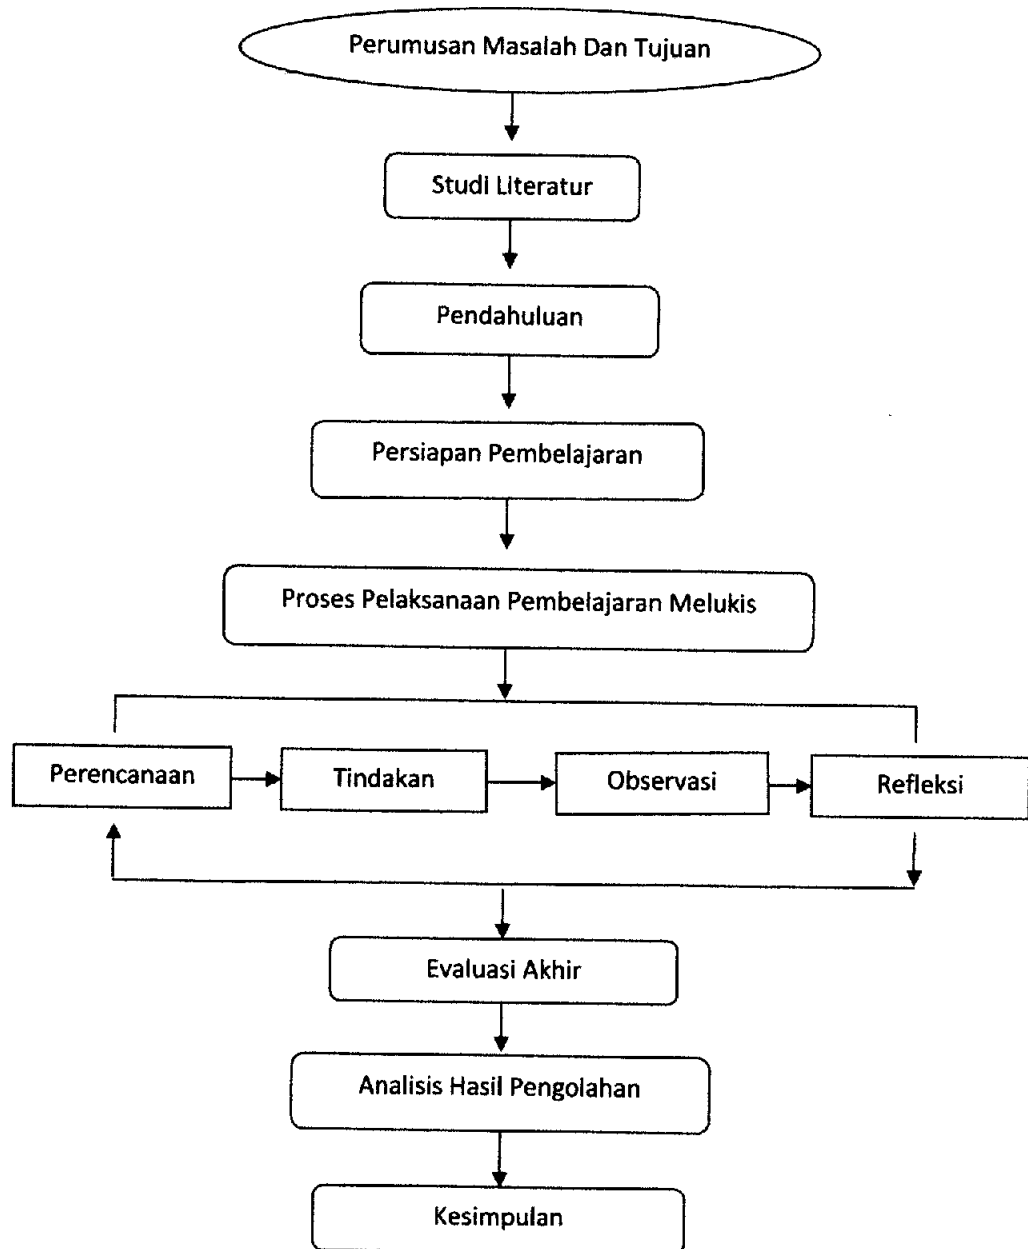 Perumusan Masalah Dan Tujuan
Studi Literatur
Pendahuluan
Persiapan Pembelajaran
Proses Pelaksanaan Pembelajaran Melukis
Perencanaan
Tindakan
Observasi
Refleksi
Evaluasi Akhir
Analisis Hasil Pengolahan
Kesimpulan